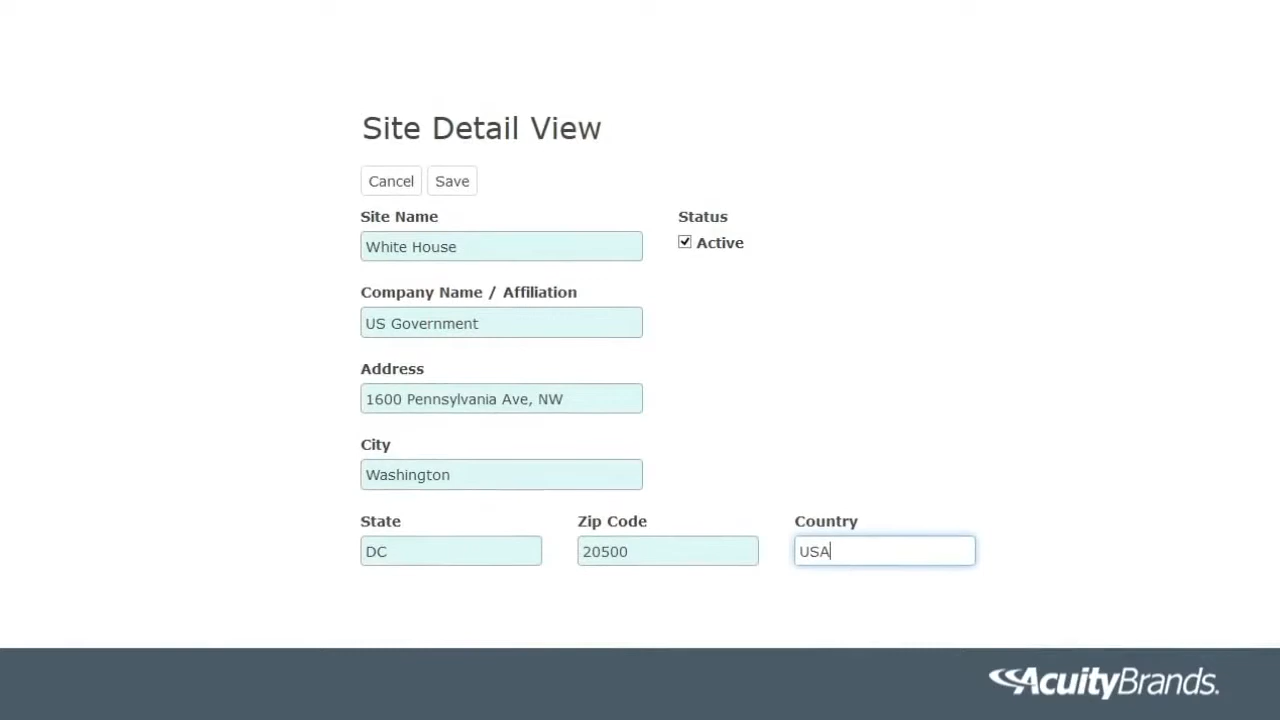 Site Detail View
Cancel Save
Site Name Status
White House Active
Company Name / Affiliation
US Government
Address
1600 Pennsylvania Ave, NW
City
Washington
State Zip Code Country
DC 20500 USA
AcuityBrands.